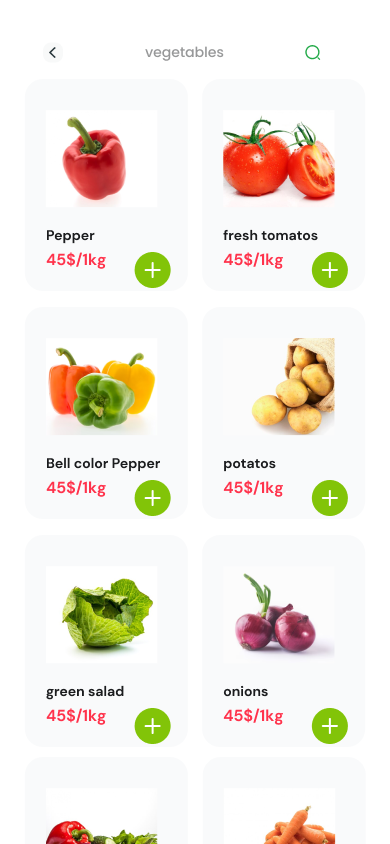 vegetables
Pepper
45$/1kg
fresh tomatos
45$/1kg
Bell color Pepper
45$/1kg
potatos
45$/1kg
green salad
45$/1kg
onions
45$/1kg